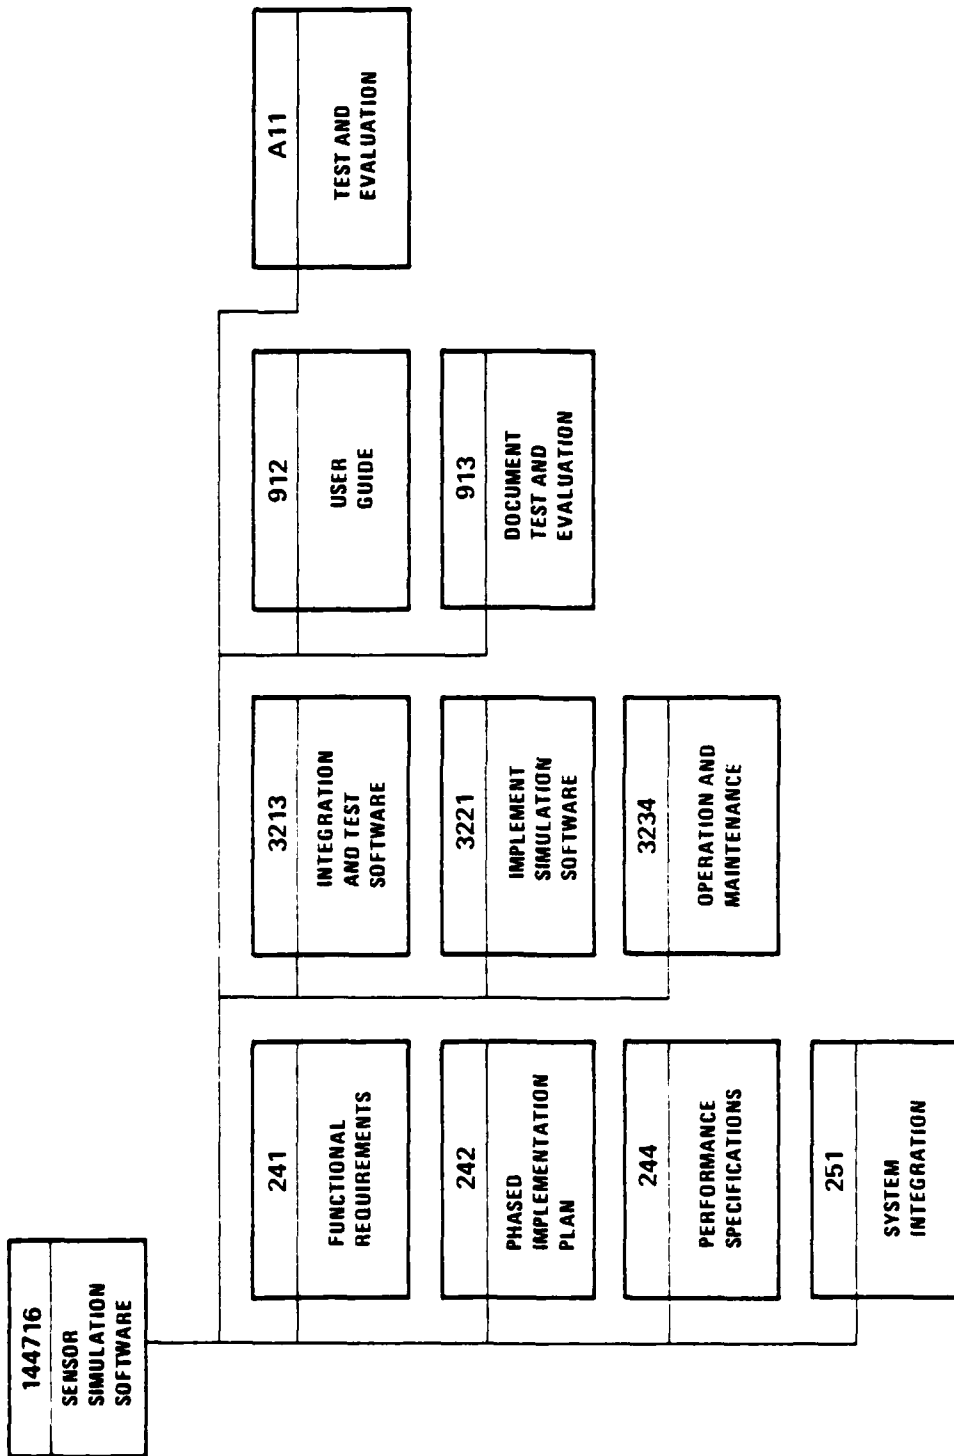 144716
SENSOR
SIMULATION
SOFTWARE
241
FUNCTIONAL
REQUIREMENTS
242
PHASED
IMPLEMENTATION
PLAN
244
PERFORMANCE
SPECIFICATIONS
251
SYSTEM
INTEGRATION
3213
INTEGRATION
AND TEST
SOFTWARE
3221
IMPLEMENT
SIMULATION
SOFTWARE
3234
OPERATION AND
MAINTENANCE
912
USER
GUIDE
913
DOCUMENT
TEST AND
EVALUATION
A11
TEST AND
EVALUATION